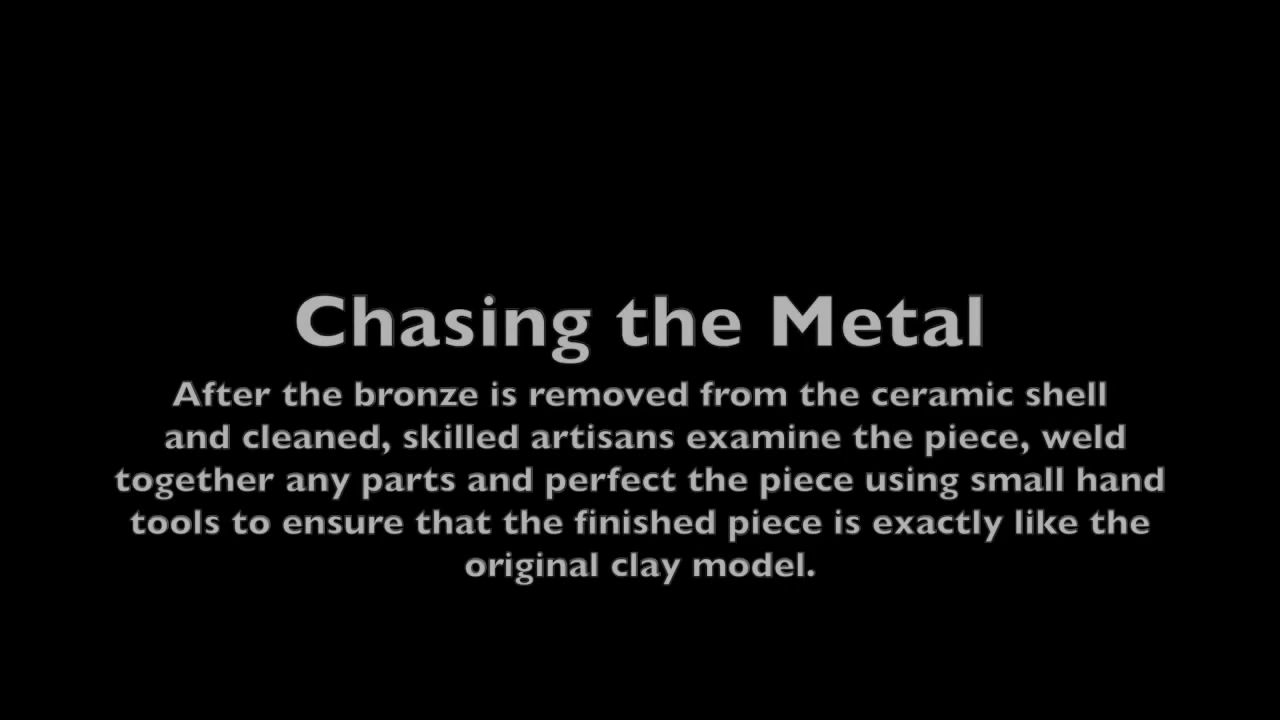 Chasing the Metal
After the bronze is removed from the ceramic shell
and cleaned, skilled artisans examine the piece, weld
together any parts and perfect the piece using small hand
tools to ensure that the finished piece is exactly like the
original clay model.